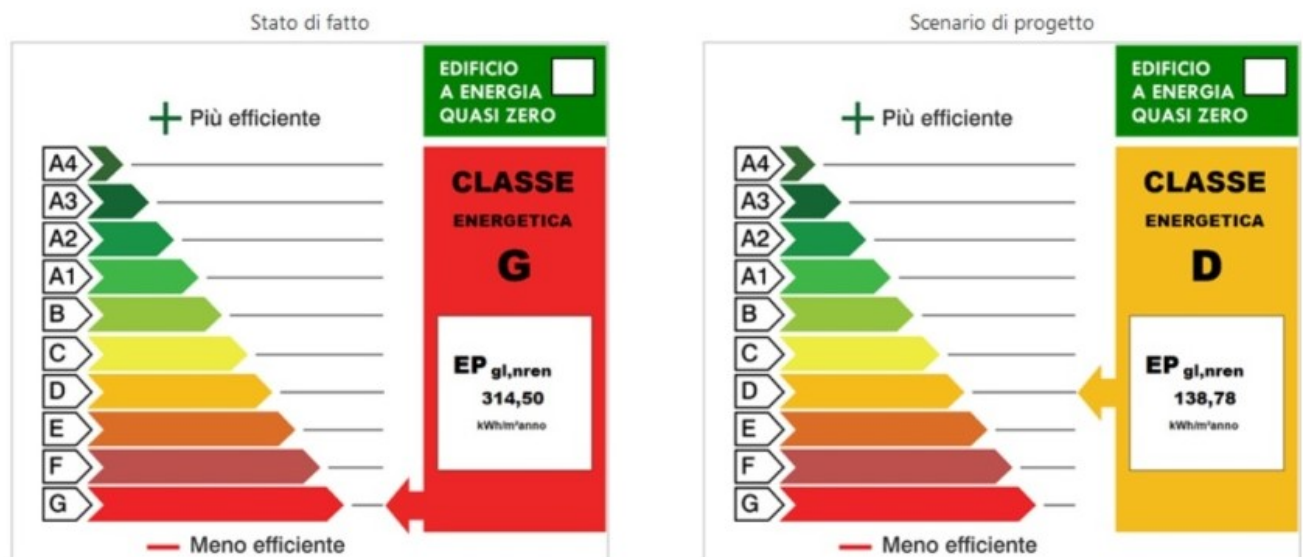 Stato di fatto
EDIFICIO
A ENERGIA
QUASI ZERO
Più efficiente
A4
A3
A2
A1
B
C
D
E
F
G
CLASSE
ENERGETICA
G
EP gl,nren
314,50
kWh/m²anno
Meno efficiente
Scenario di progetto
EDIFICIO
A ENERGIA
QUASI ZERO
Più efficiente
A4
A3
A2
A1
B
C
D
E
F
G
CLASSE
ENERGETICA
D
EP gl,nren
138,78
kWh/m²anno
Meno efficiente